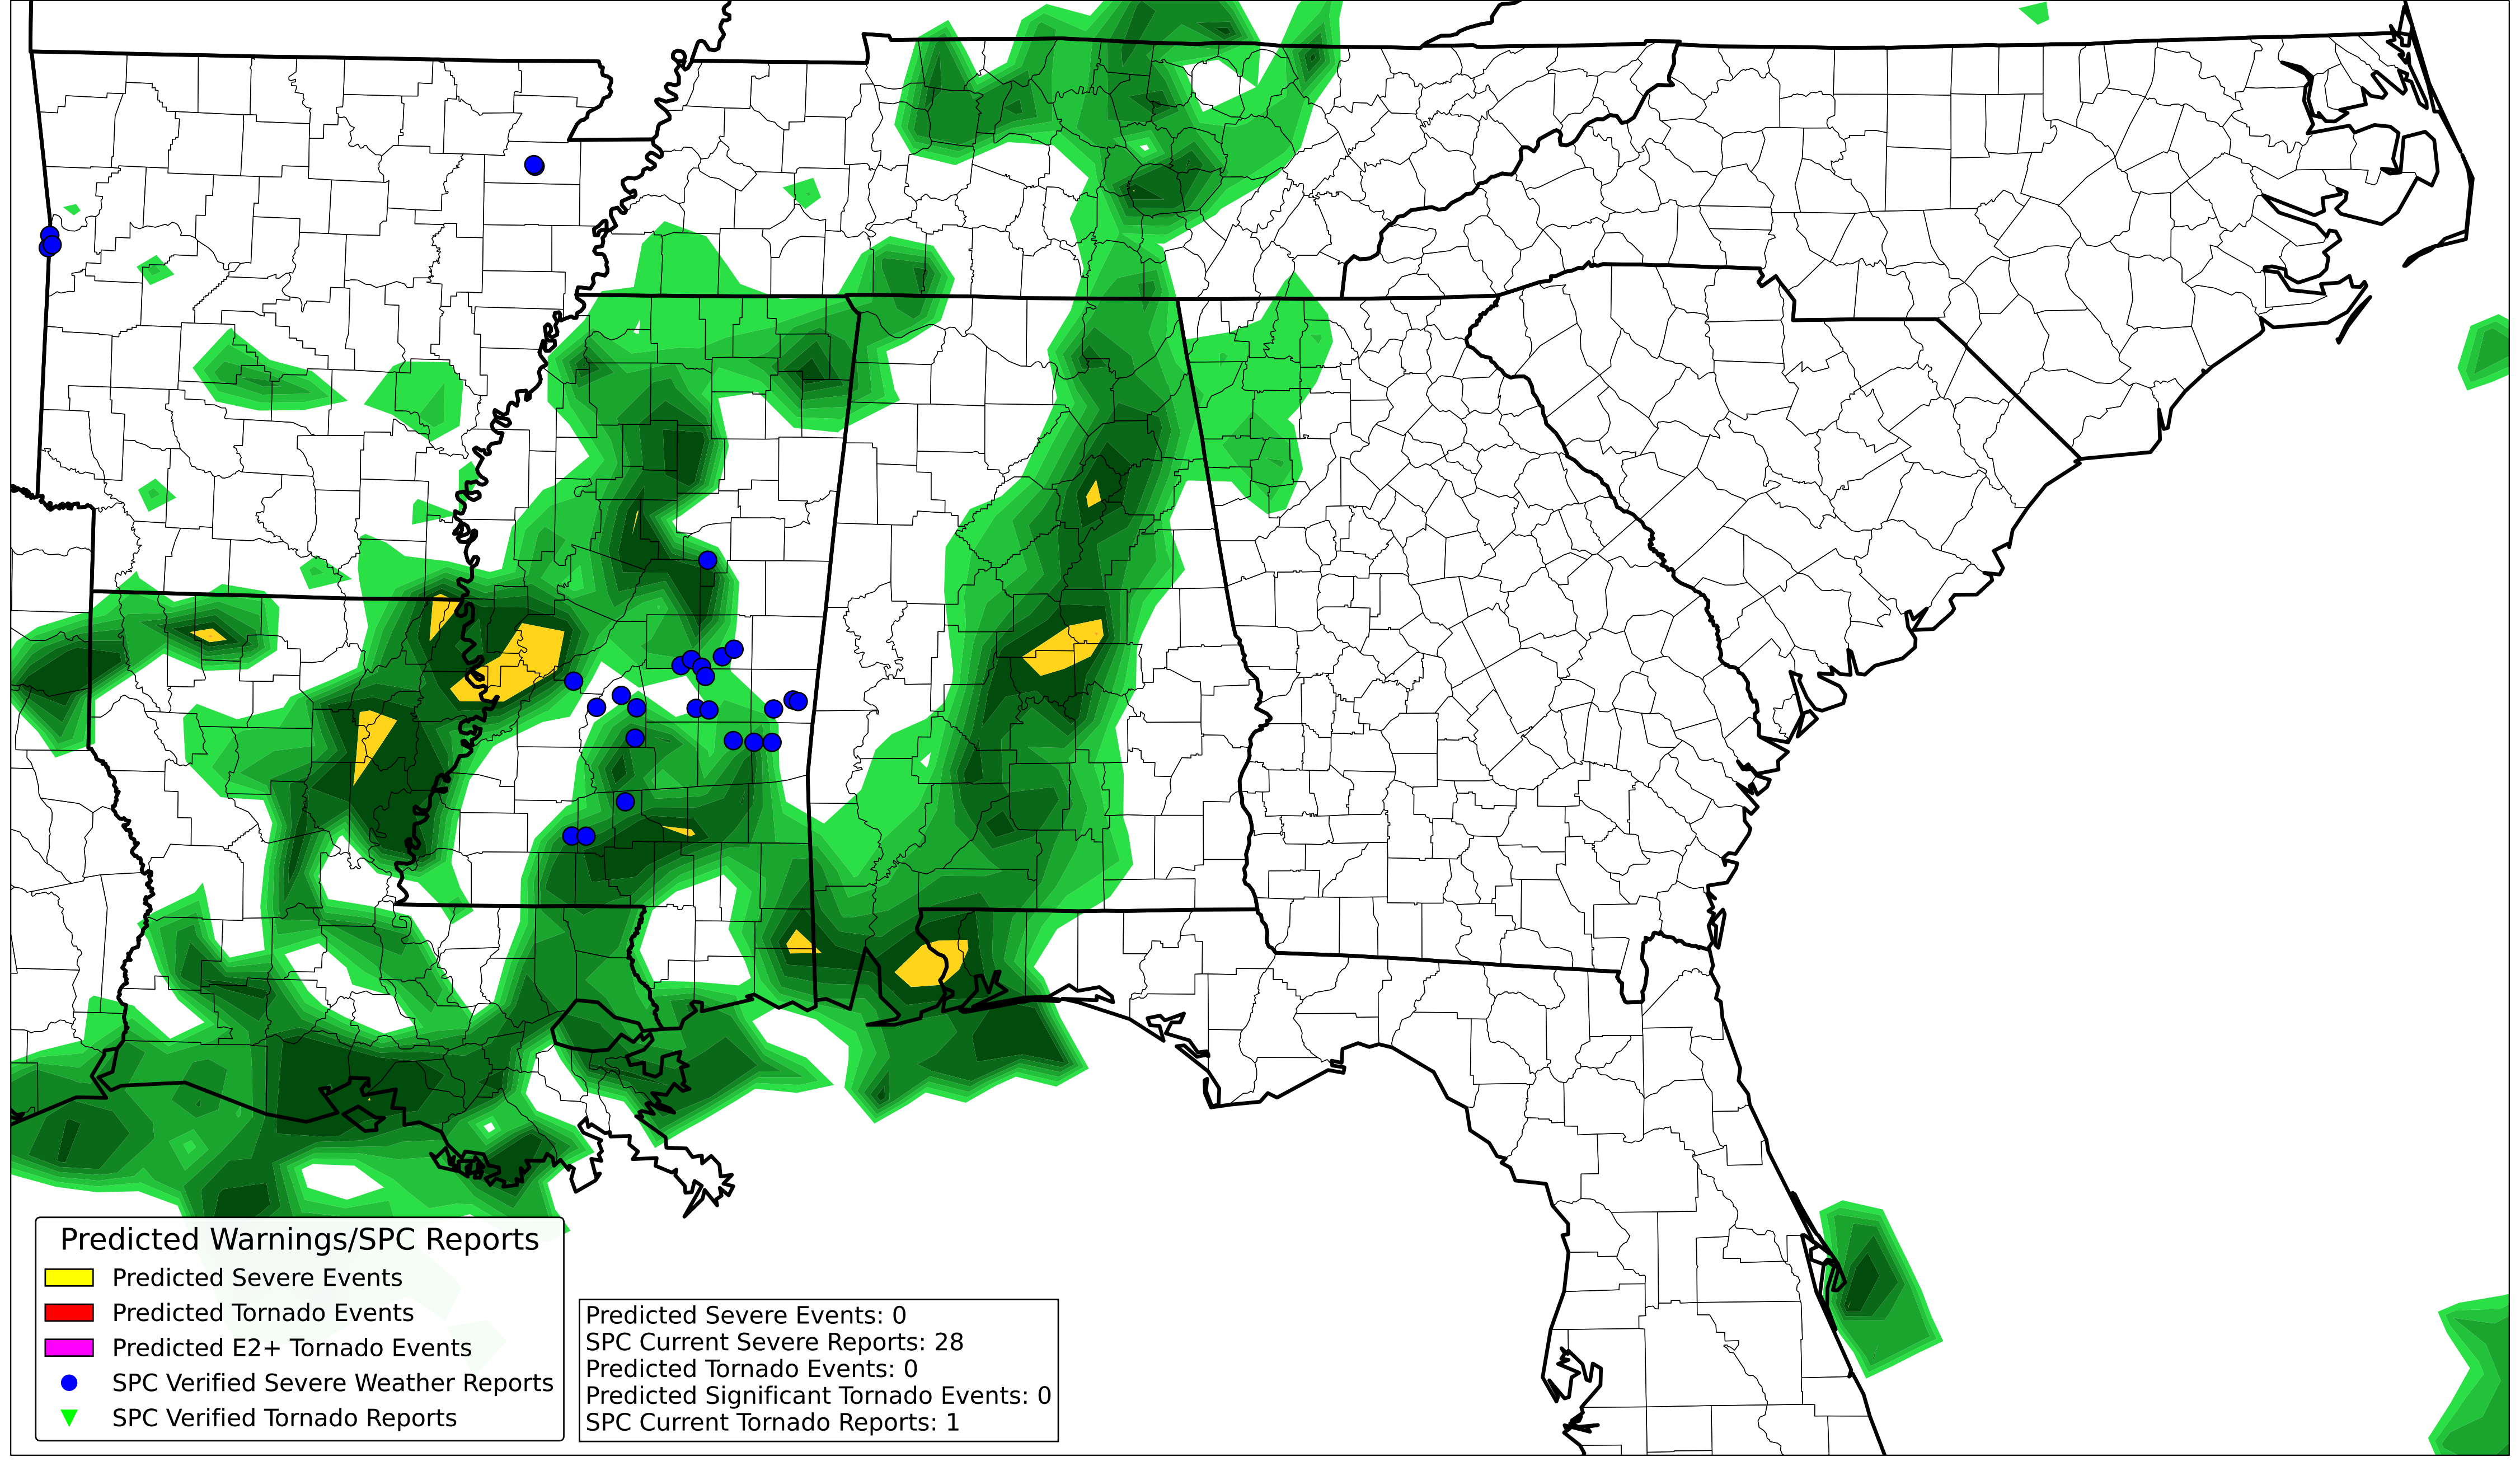 Predicted Warnings/SPC Reports
Predicted Severe Events
Predicted Tornado Events
Predicted E2+ Tornado Events
SPC Verified Severe Weather Reports
SPC Verified Tornado Reports
Predicted Severe Events: 0
SPC Current Severe Reports: 28
Predicted Tornado Events: 0
Predicted Significant Tornado Events: 0
SPC Current Tornado Reports: 1